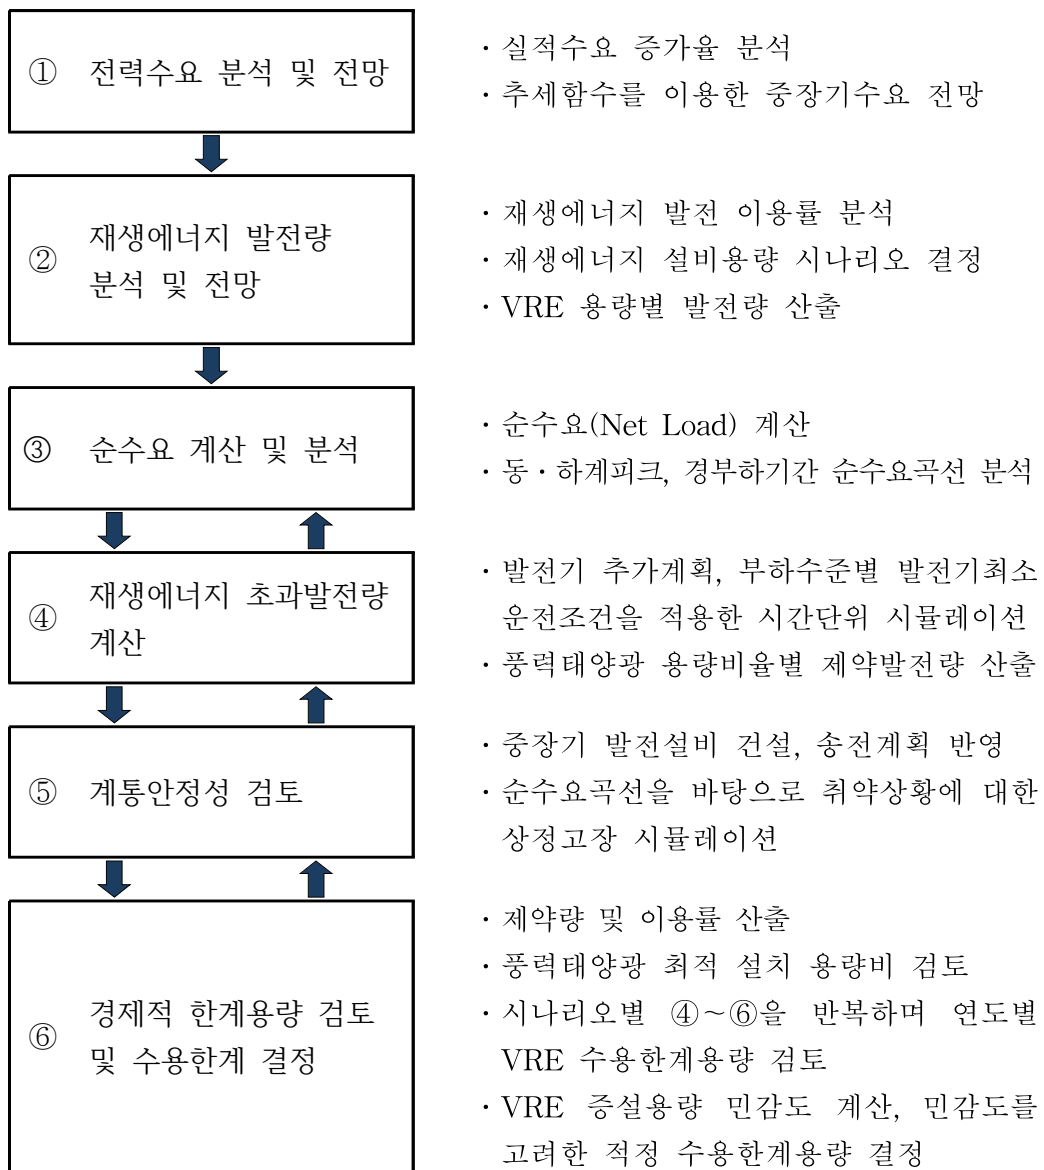 ① 전력수요 분석 및 전망
· 실적수요 증가율 분석
· 추세함수를 이용한 중장기수요 전망
② 재생에너지 발전량
분석 및 전망
· 재생에너지 발전 이용률 분석
· 재생에너지 설비용량 시나리오 결정
· VRE 용량별 발전량 산출
③ 순수요 계산 및 분석
· 순수요(Net Load) 계산
· 동·하계피크, 경부하기간 순수요곡선 분석
④ 재생에너지 초과발전량
계산
· 발전기 추가계획, 부하수준별 발전기최소
운전조건을 적용한 시간단위 시뮬레이션
· 풍력태양광 용량비율별 제약발전량 산출
⑤ 계통안정성 검토
· 중장기 발전설비 건설, 송전계획 반영
· 순수요곡선을 바탕으로 취약상황에 대한
상정고장 시뮬레이션
⑥ 경제적 한계용량 검토
및 수용한계 결정
· 제약량 및 이용률 산출
· 풍력태양광 최적 설치 용량비 검토
· 시나리오별 ④~⑥을 반복하며 연도별
VRE 수용한계용량 검토
· VRE 증설용량 민감도 계산, 민감도를
고려한 적정 수용한계용량 결정